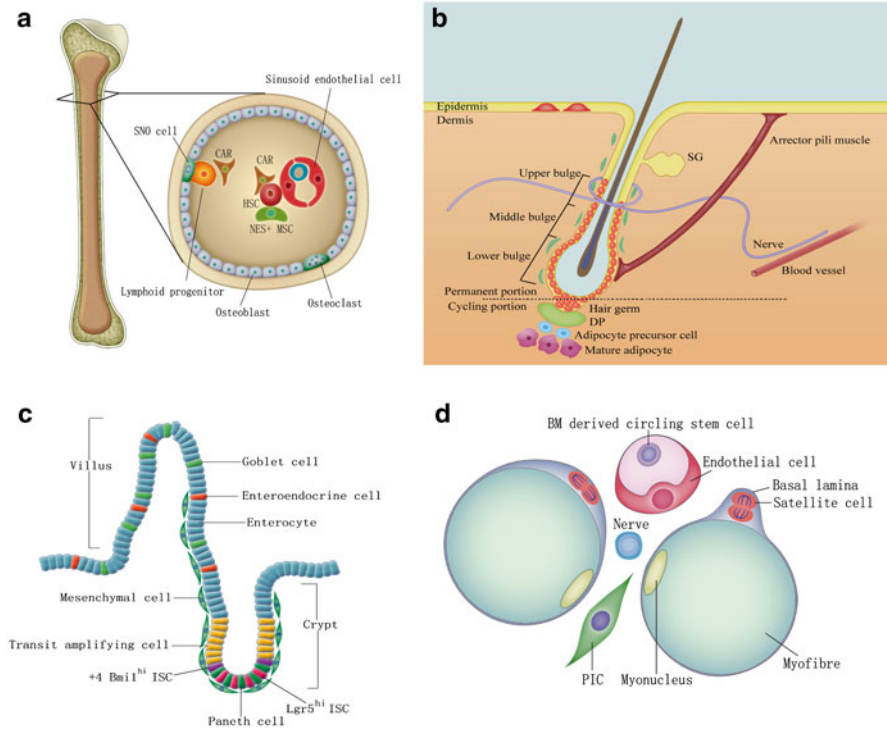 a
Sinusoid endothelial cell
SNO cell
CAR
CAR
HSC
NES+ MSC
Lymphoid progenitor
Osteoblast
Osteoclast
b
Epidermis
Dermis
Arrector pili muscle
SG
Upper bulge
Middle bulge
Lower bulge
Nerve
Blood vessel
Permanent portion
Cycling portion
Hair germ
DP
Adipocyte precursor cell
Mature adipocyte
c
Villus
Goblet cell
Enteroendocrine cell
Enterocyte
Mesenchymal cell
Crypt
Transit amplifying cell
+4 Bmi1hi ISC
Lgr5hi ISC
Paneth cell
d
BM derived circling stem cell
Endothelial cell
Basal lamina
Satellite cell
Nerve
PIC
Myonucleus
Myofibre